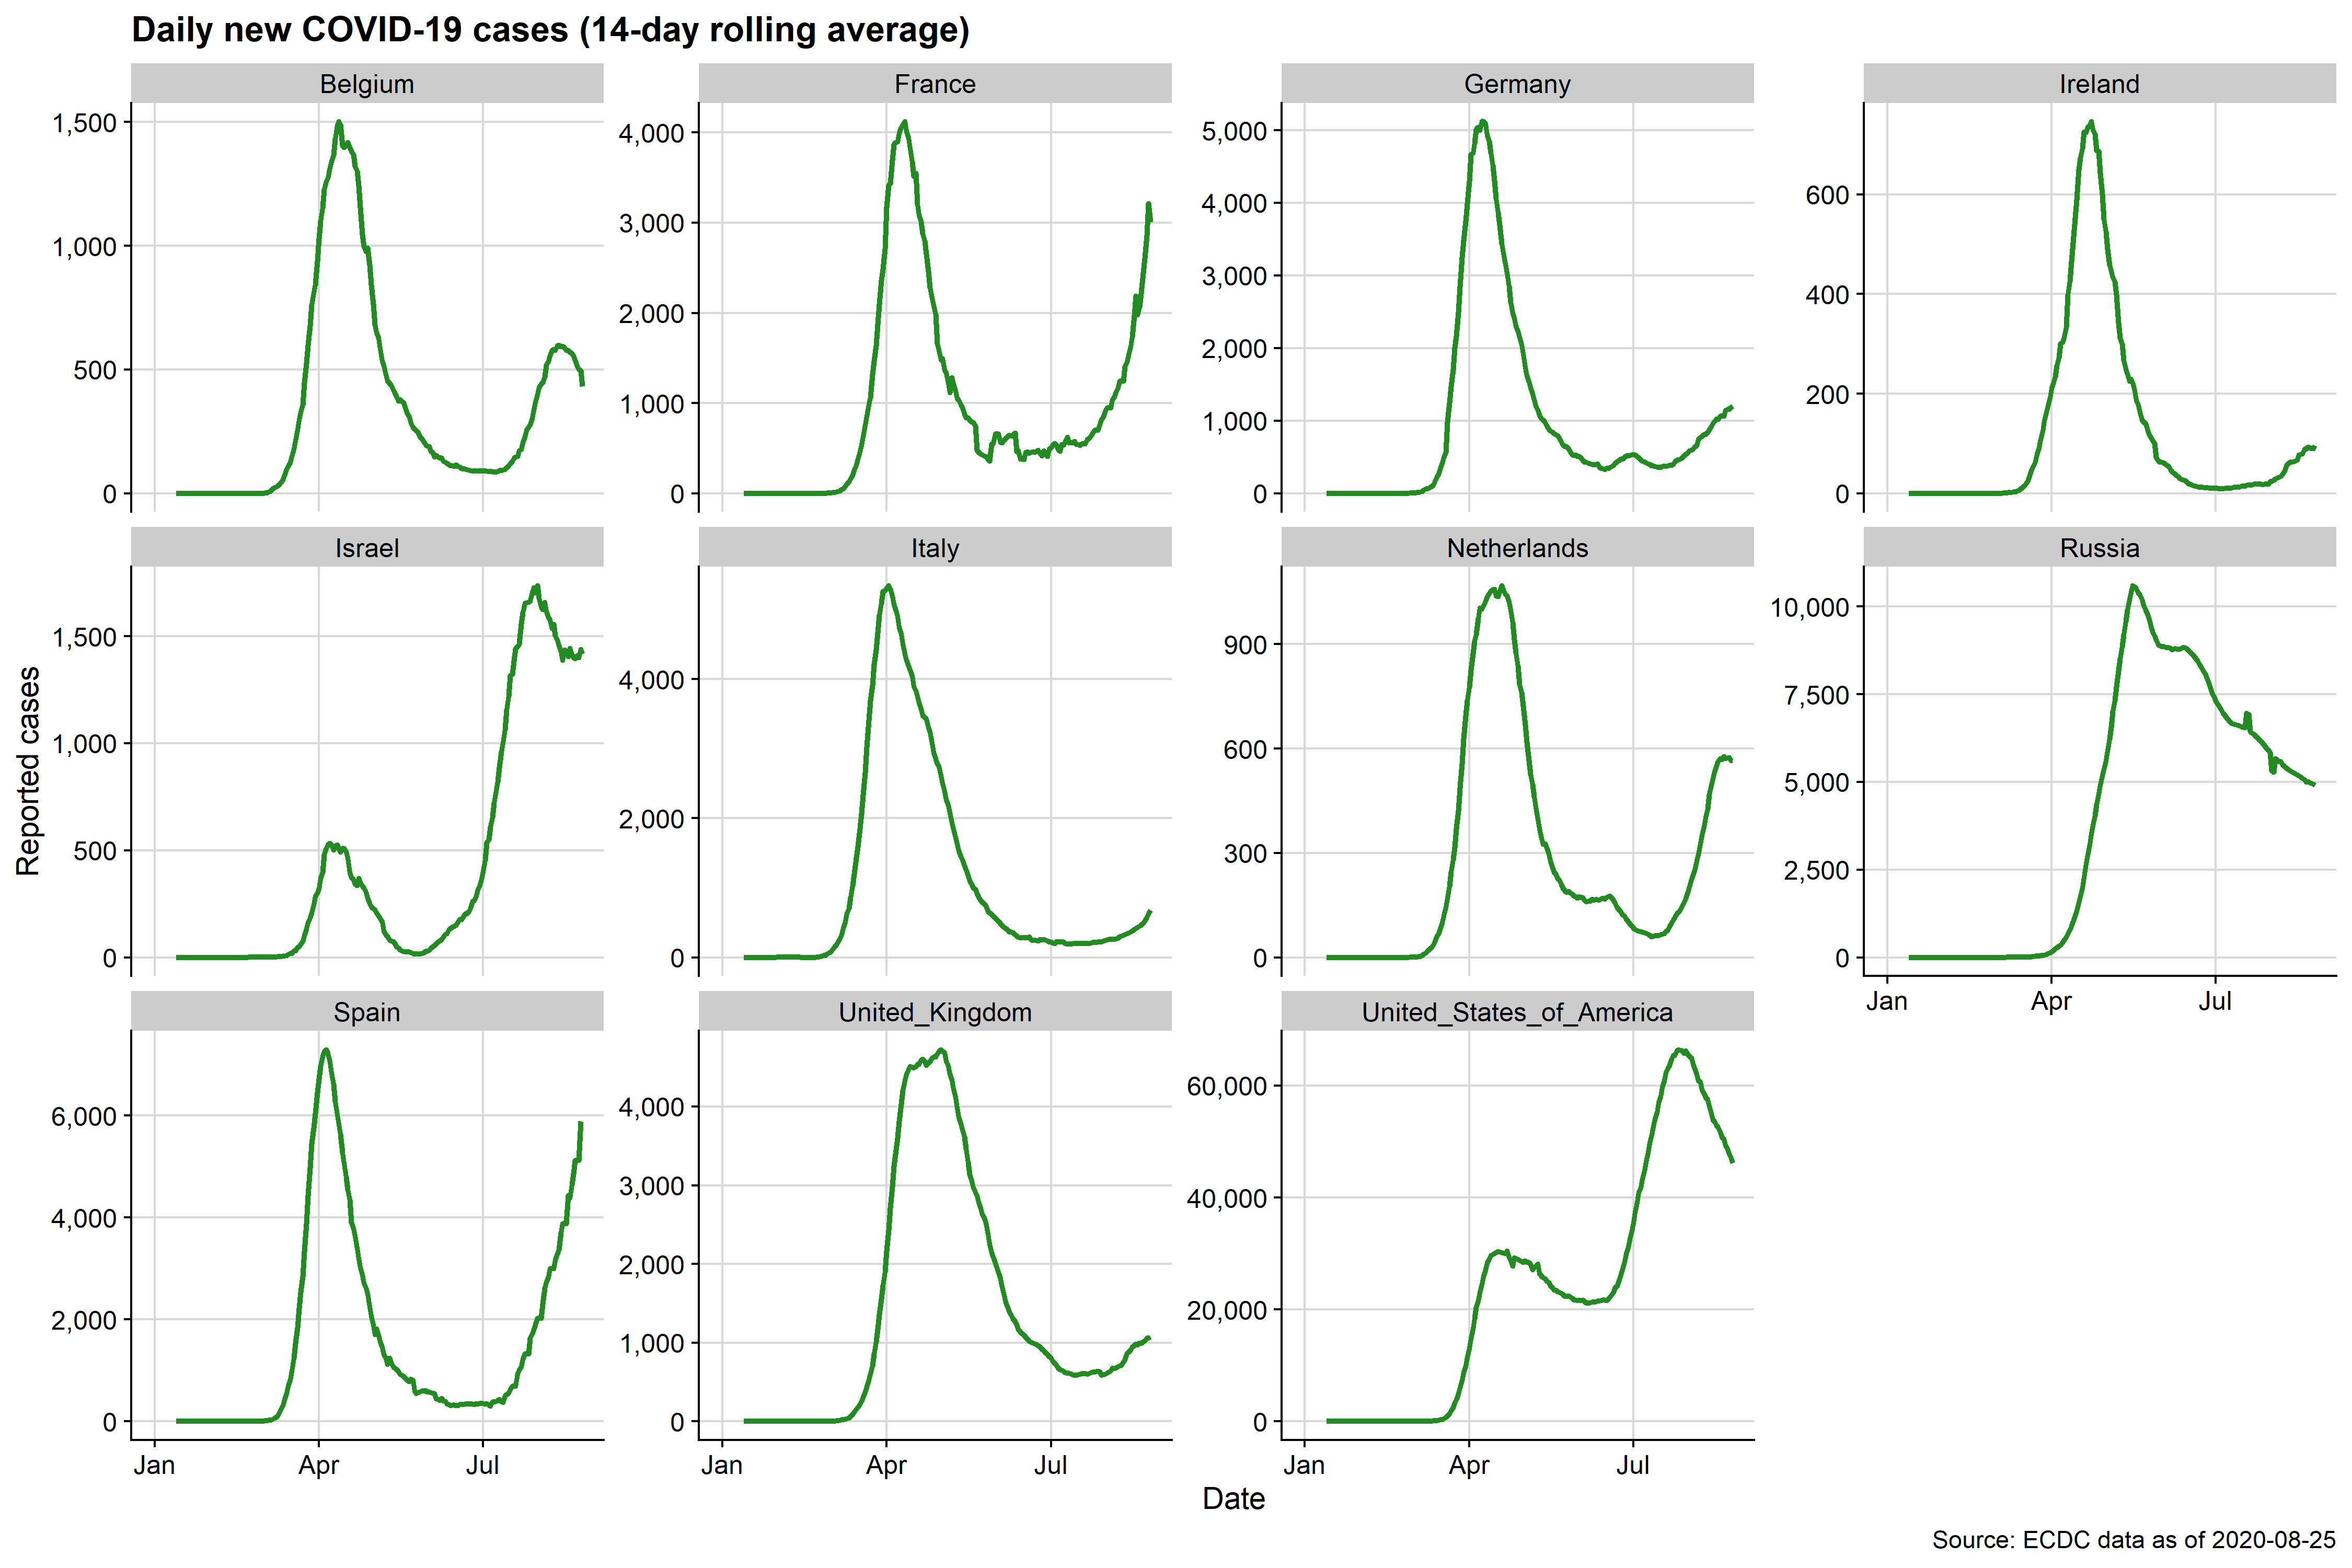 Daily new COVID-19 cases (14-day rolling average)
Belgium
France
Germany
Ireland
1,500
1,000
500
0
4,000
3,000
2,000
1,000
0
5,000
4,000
3,000
2,000
1,000
0
600
400
200
0
Israel
Italy
Netherlands
Russia
1,500
1,000
500
0
4,000
2,000
0
900
600
300
0
10,000
7,500
5,000
2,500
0
Jan Apr Jul
Reported cases
Spain
United_Kingdom
United_States_of_America
6,000
4,000
2,000
0
4,000
3,000
2,000
1,000
0
60,000
40,000
20,000
0
Jan Apr Jul
Jan Apr Jul
Jan Apr Jul
Date
Source: ECDC data as of 2020-08-25